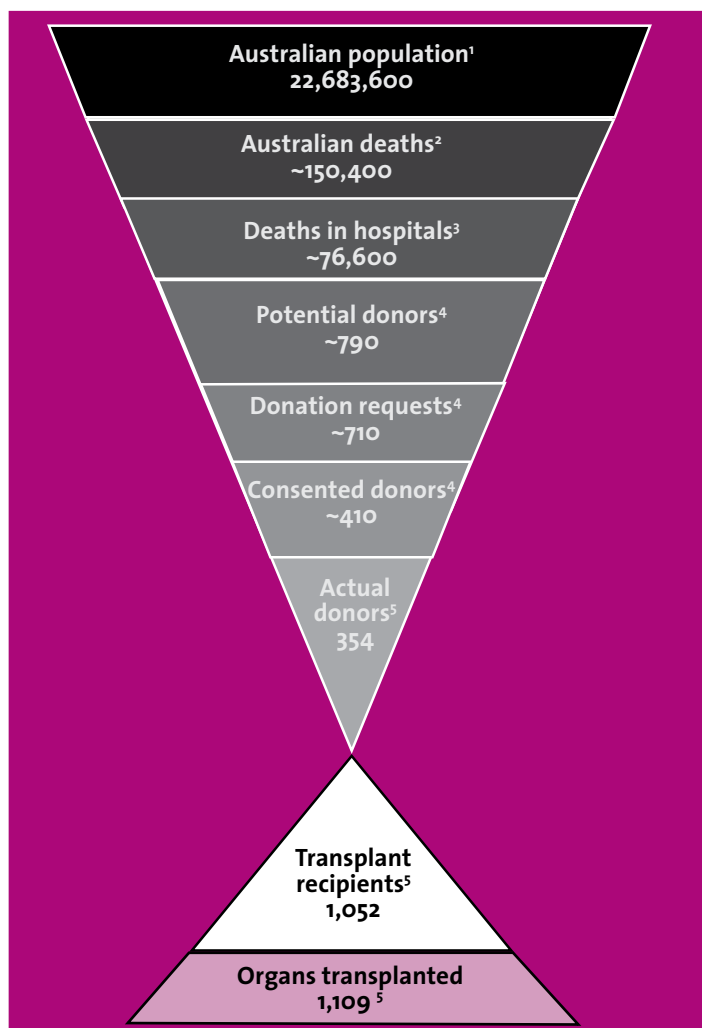 Australian population¹
22,683,600
Australian deaths²
~150,400
Deaths in hospitals³
~76,600
Potential donors⁴
~790
Donation requests⁴
~710
Consented donors⁴
~410
Actual
donors⁵
354
Transplant
recipients⁵
1,052
Organs transplanted
1,109 ⁵